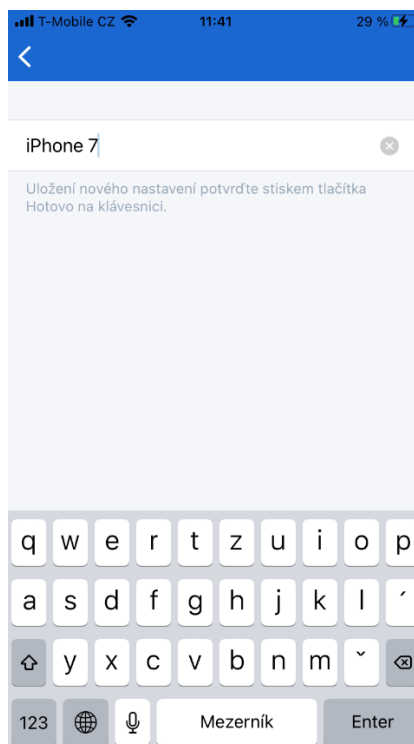 T-Mobile CZ 11:41 29 %
iPhone 7
Uložení nového nastavení potvrďte stiskem tlačítka
Hotovo na klávesnici.
q w e r t z u i o p
a s d f g h j k l ´
y x c v b n m ˇ
123 Mezerník Enter